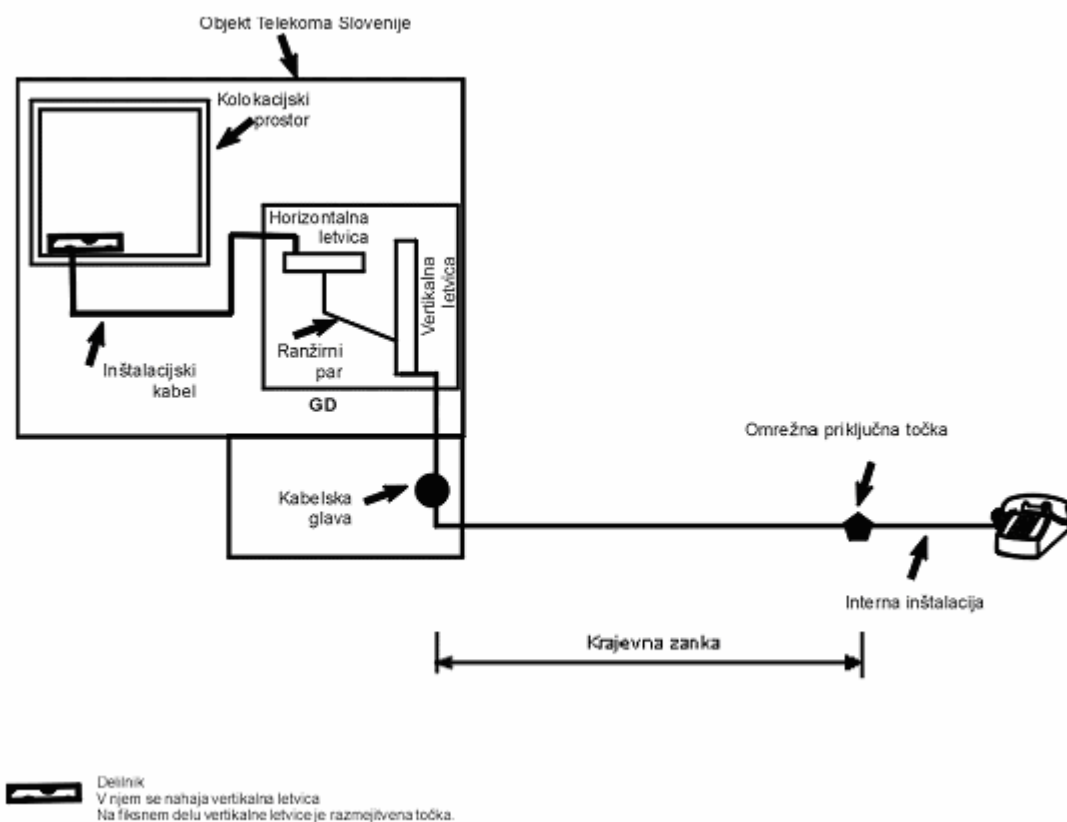 Objekt Telekoma Slovenije
Kolokacijski
prostor
Horizontalna
letvica
Vertikalna
letvica
Ranžirni
par
Inštalacijski
kabel
GD
Omrežna priključna točka
Kabelska
glava
Interna inštalacija
Krajevna zanka
Delilnik
V njem se nahaja vertikalna letvica
Na fiksnem delu vertikalne letvice je razmejitvena točka.